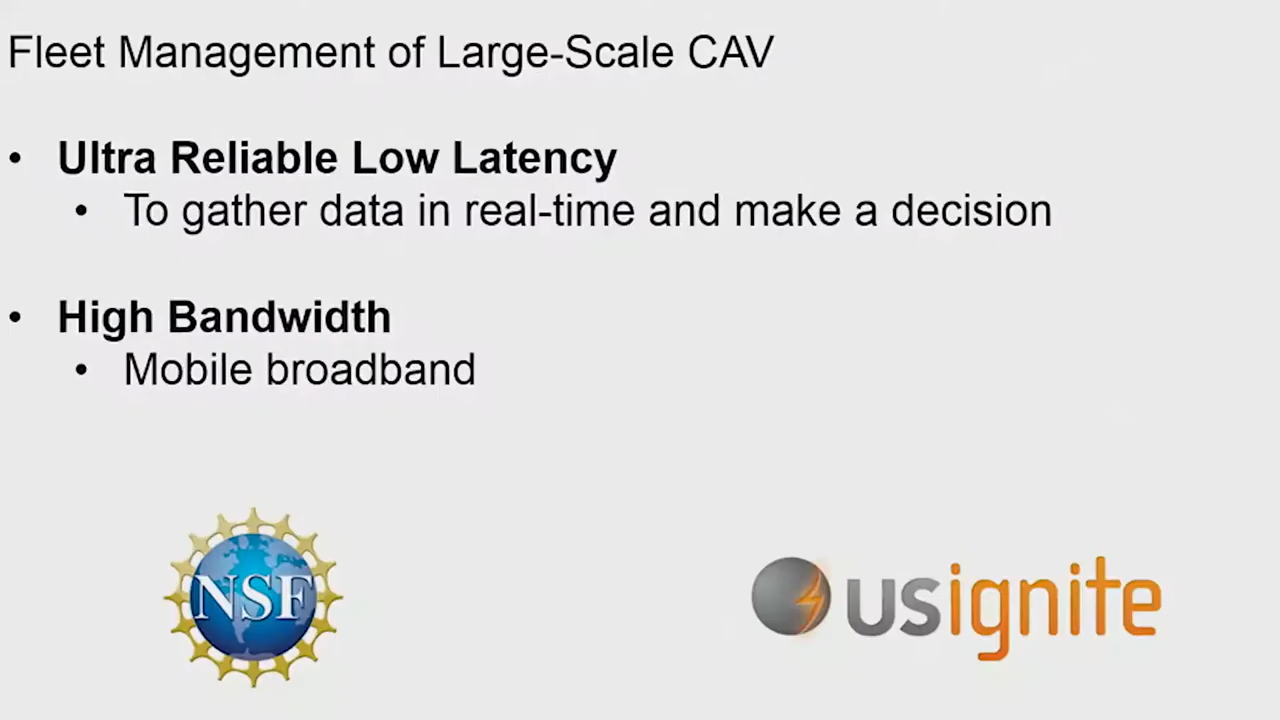 Fleet Management of Large-Scale CAV
• Ultra Reliable Low Latency
• To gather data in real-time and make a decision
• High Bandwidth
• Mobile broadband
NSF
usignite